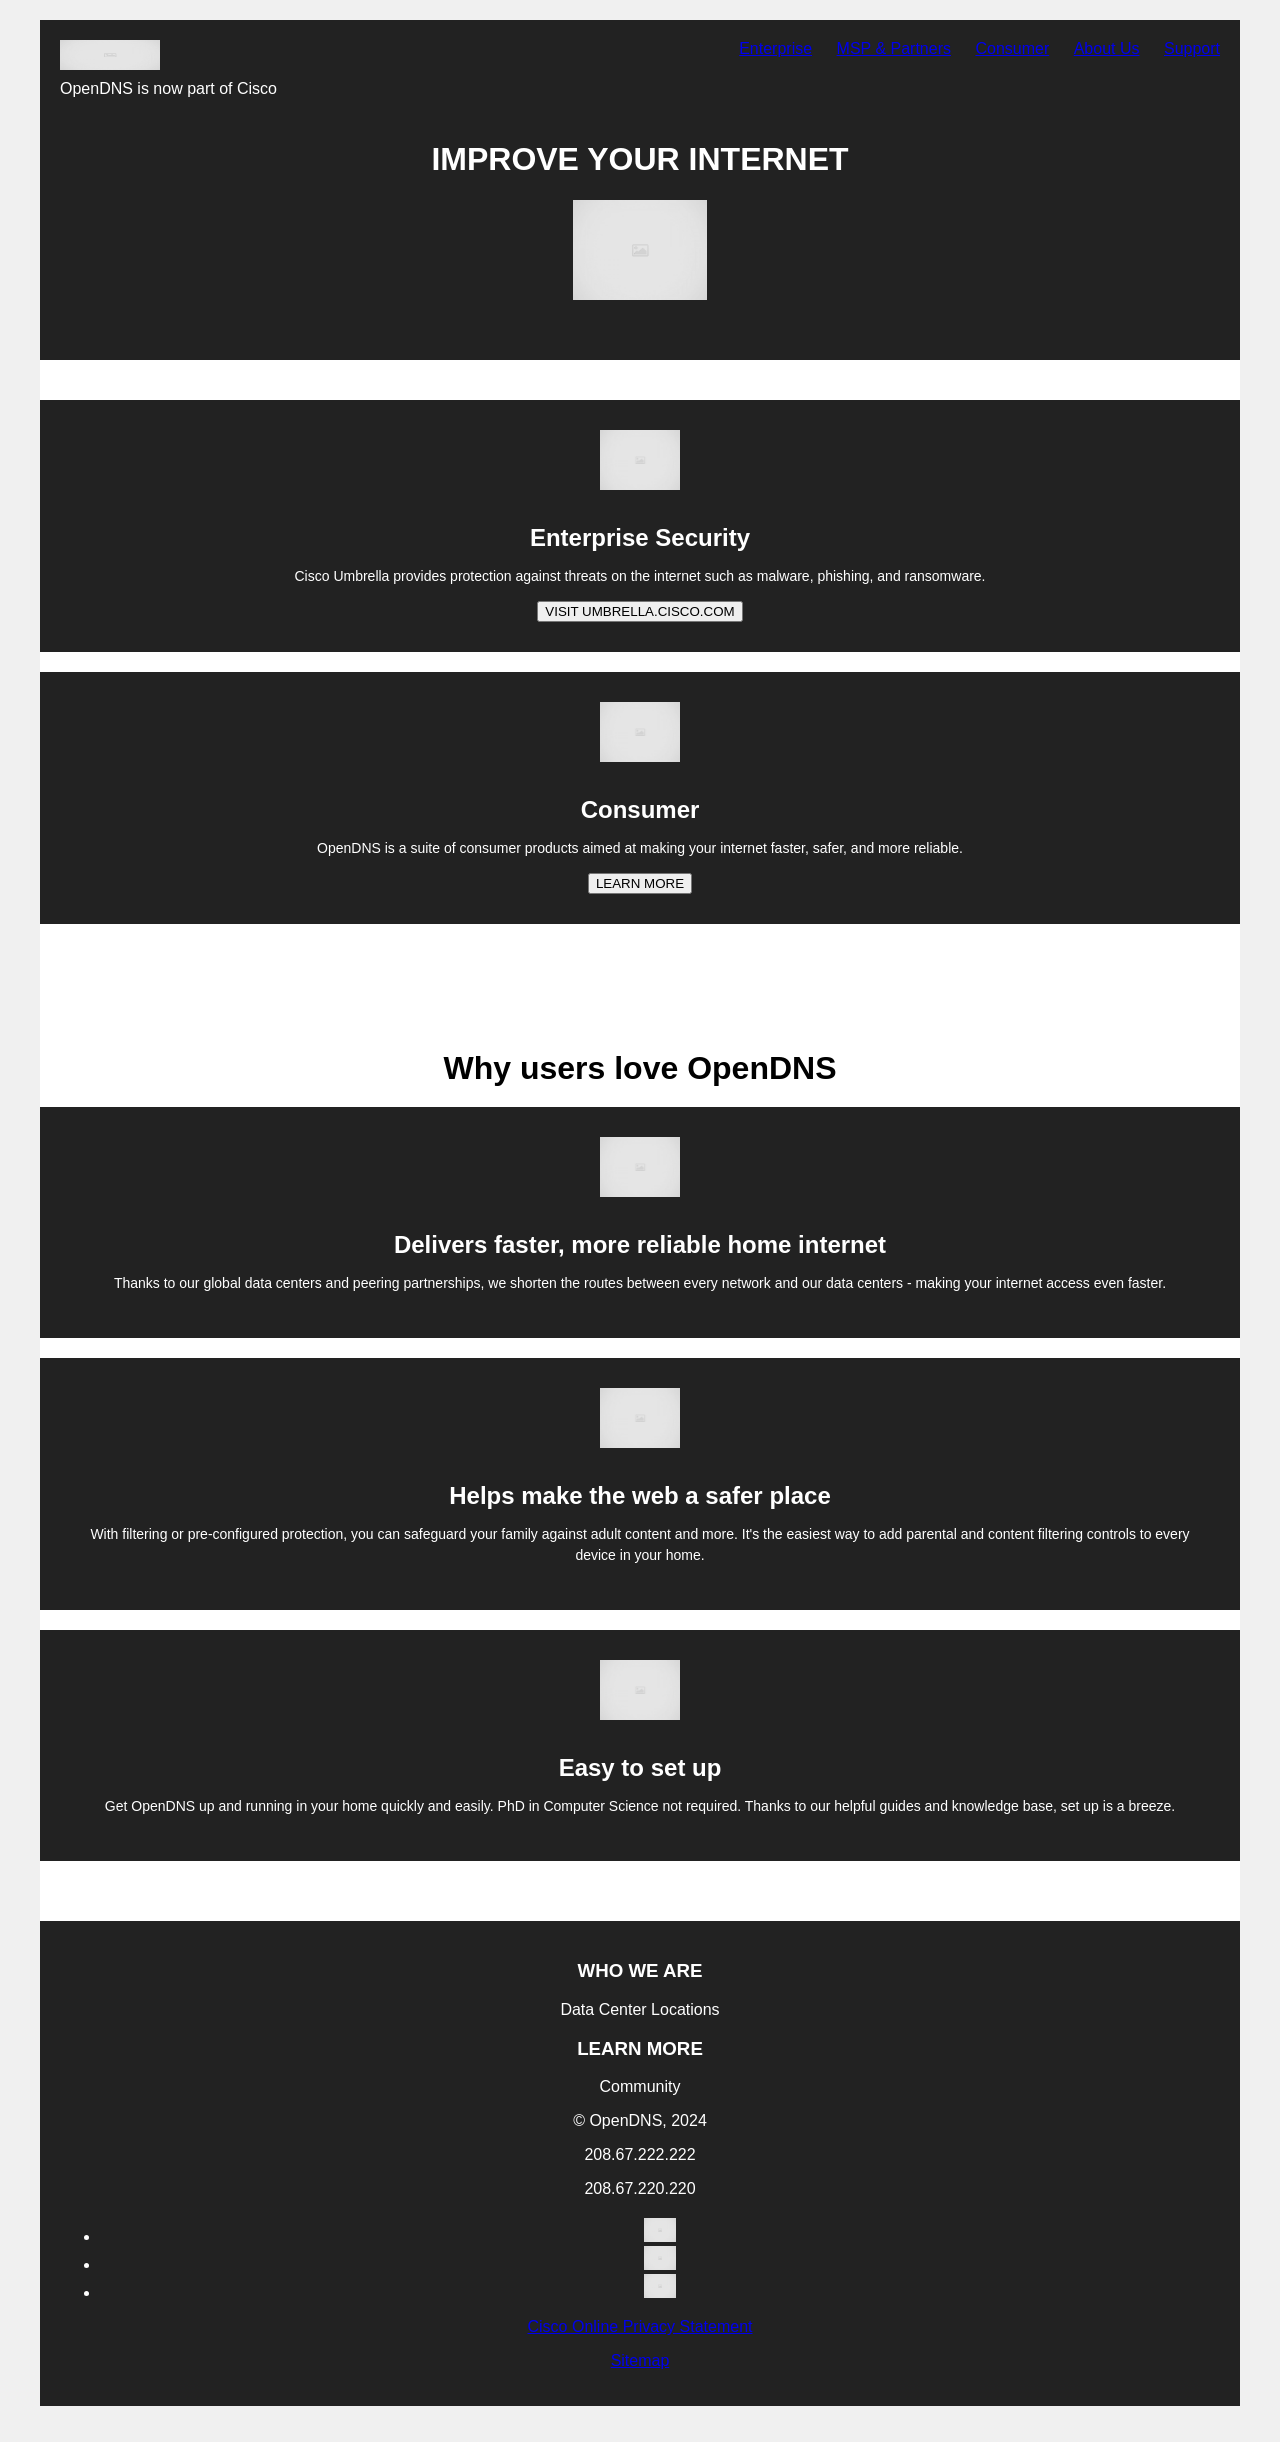 Enterprise MSP & Partners Consumer About Us Support
OpenDNS is now part of Cisco
IMPROVE YOUR INTERNET
Enterprise Security
Cisco Umbrella provides protection against threats on the internet such as malware, phishing, and ransomware.
VISIT UMBRELLA.CISCO.COM
Consumer
OpenDNS is a suite of consumer products aimed at making your internet faster, safer, and more reliable.
LEARN MORE
Why users love OpenDNS
Delivers faster, more reliable home internet
Thanks to our global data centers and peering partnerships, we shorten the routes between every network and our data centers - making your internet access even faster.
Helps make the web a safer place
With filtering or pre-configured protection, you can safeguard your family against adult content and more. It's the easiest way to add parental and content filtering controls to every
device in your home.
Easy to set up
Get OpenDNS up and running in your home quickly and easily. PhD in Computer Science not required. Thanks to our helpful guides and knowledge base, set up is a breeze.
WHO WE ARE
Data Center Locations
LEARN MORE
Community
© OpenDNS, 2024
208.67.222.222
208.67.220.220
Cisco Online Privacy Statement
Sitemap